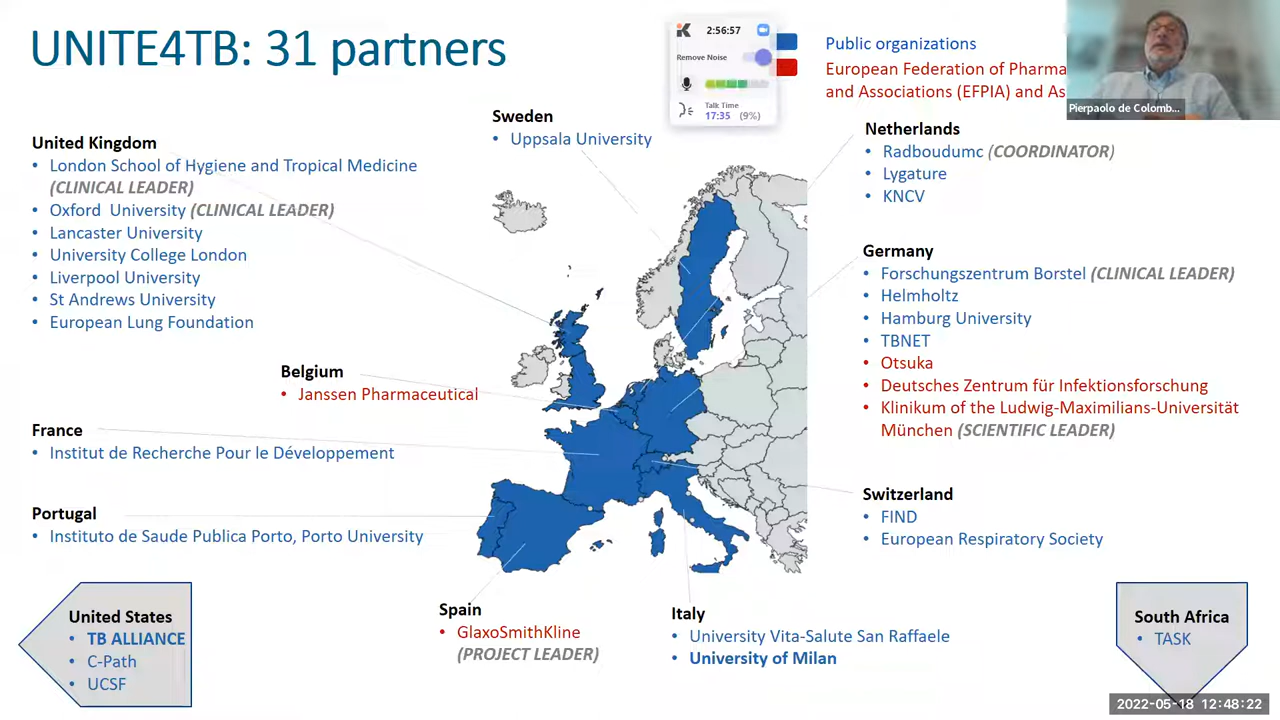 UNITE4TB: 31 partners
2:56:57
Remove Noise
Talk Time
17:35 (9%)
Public organizations
European Federation of Pharma
and Associations (EFPIA) and As
Pierpaolo de Colomb...
United Kingdom
• London School of Hygiene and Tropical Medicine
(CLINICAL LEADER)
• Oxford University (CLINICAL LEADER)
• Lancaster University
• University College London
• Liverpool University
• St Andrews University
• European Lung Foundation
Sweden
• Uppsala University
Netherlands
• Radboudumc (COORDINATOR)
• Lygature
• KNCV
Germany
• Forschungszentrum Borstel (CLINICAL LEADER)
• Helmholtz
• Hamburg University
• TBNET
• Otsuka
• Deutsches Zentrum für Infektionsforschung
• Klinikum of the Ludwig-Maximilians-Universität
München (SCIENTIFIC LEADER)
Belgium
• Janssen Pharmaceutical
France
• Institut de Recherche Pour le Développement
Portugal
• Instituto de Saude Publica Porto, Porto University
Switzerland
• FIND
• European Respiratory Society
United States
• TB ALLIANCE
• C-Path
• UCSF
Spain
• GlaxoSmithKline
(PROJECT LEADER)
Italy
• University Vita-Salute San Raffaele
• University of Milan
South Africa
• TASK
2022-05-18 12:48:22